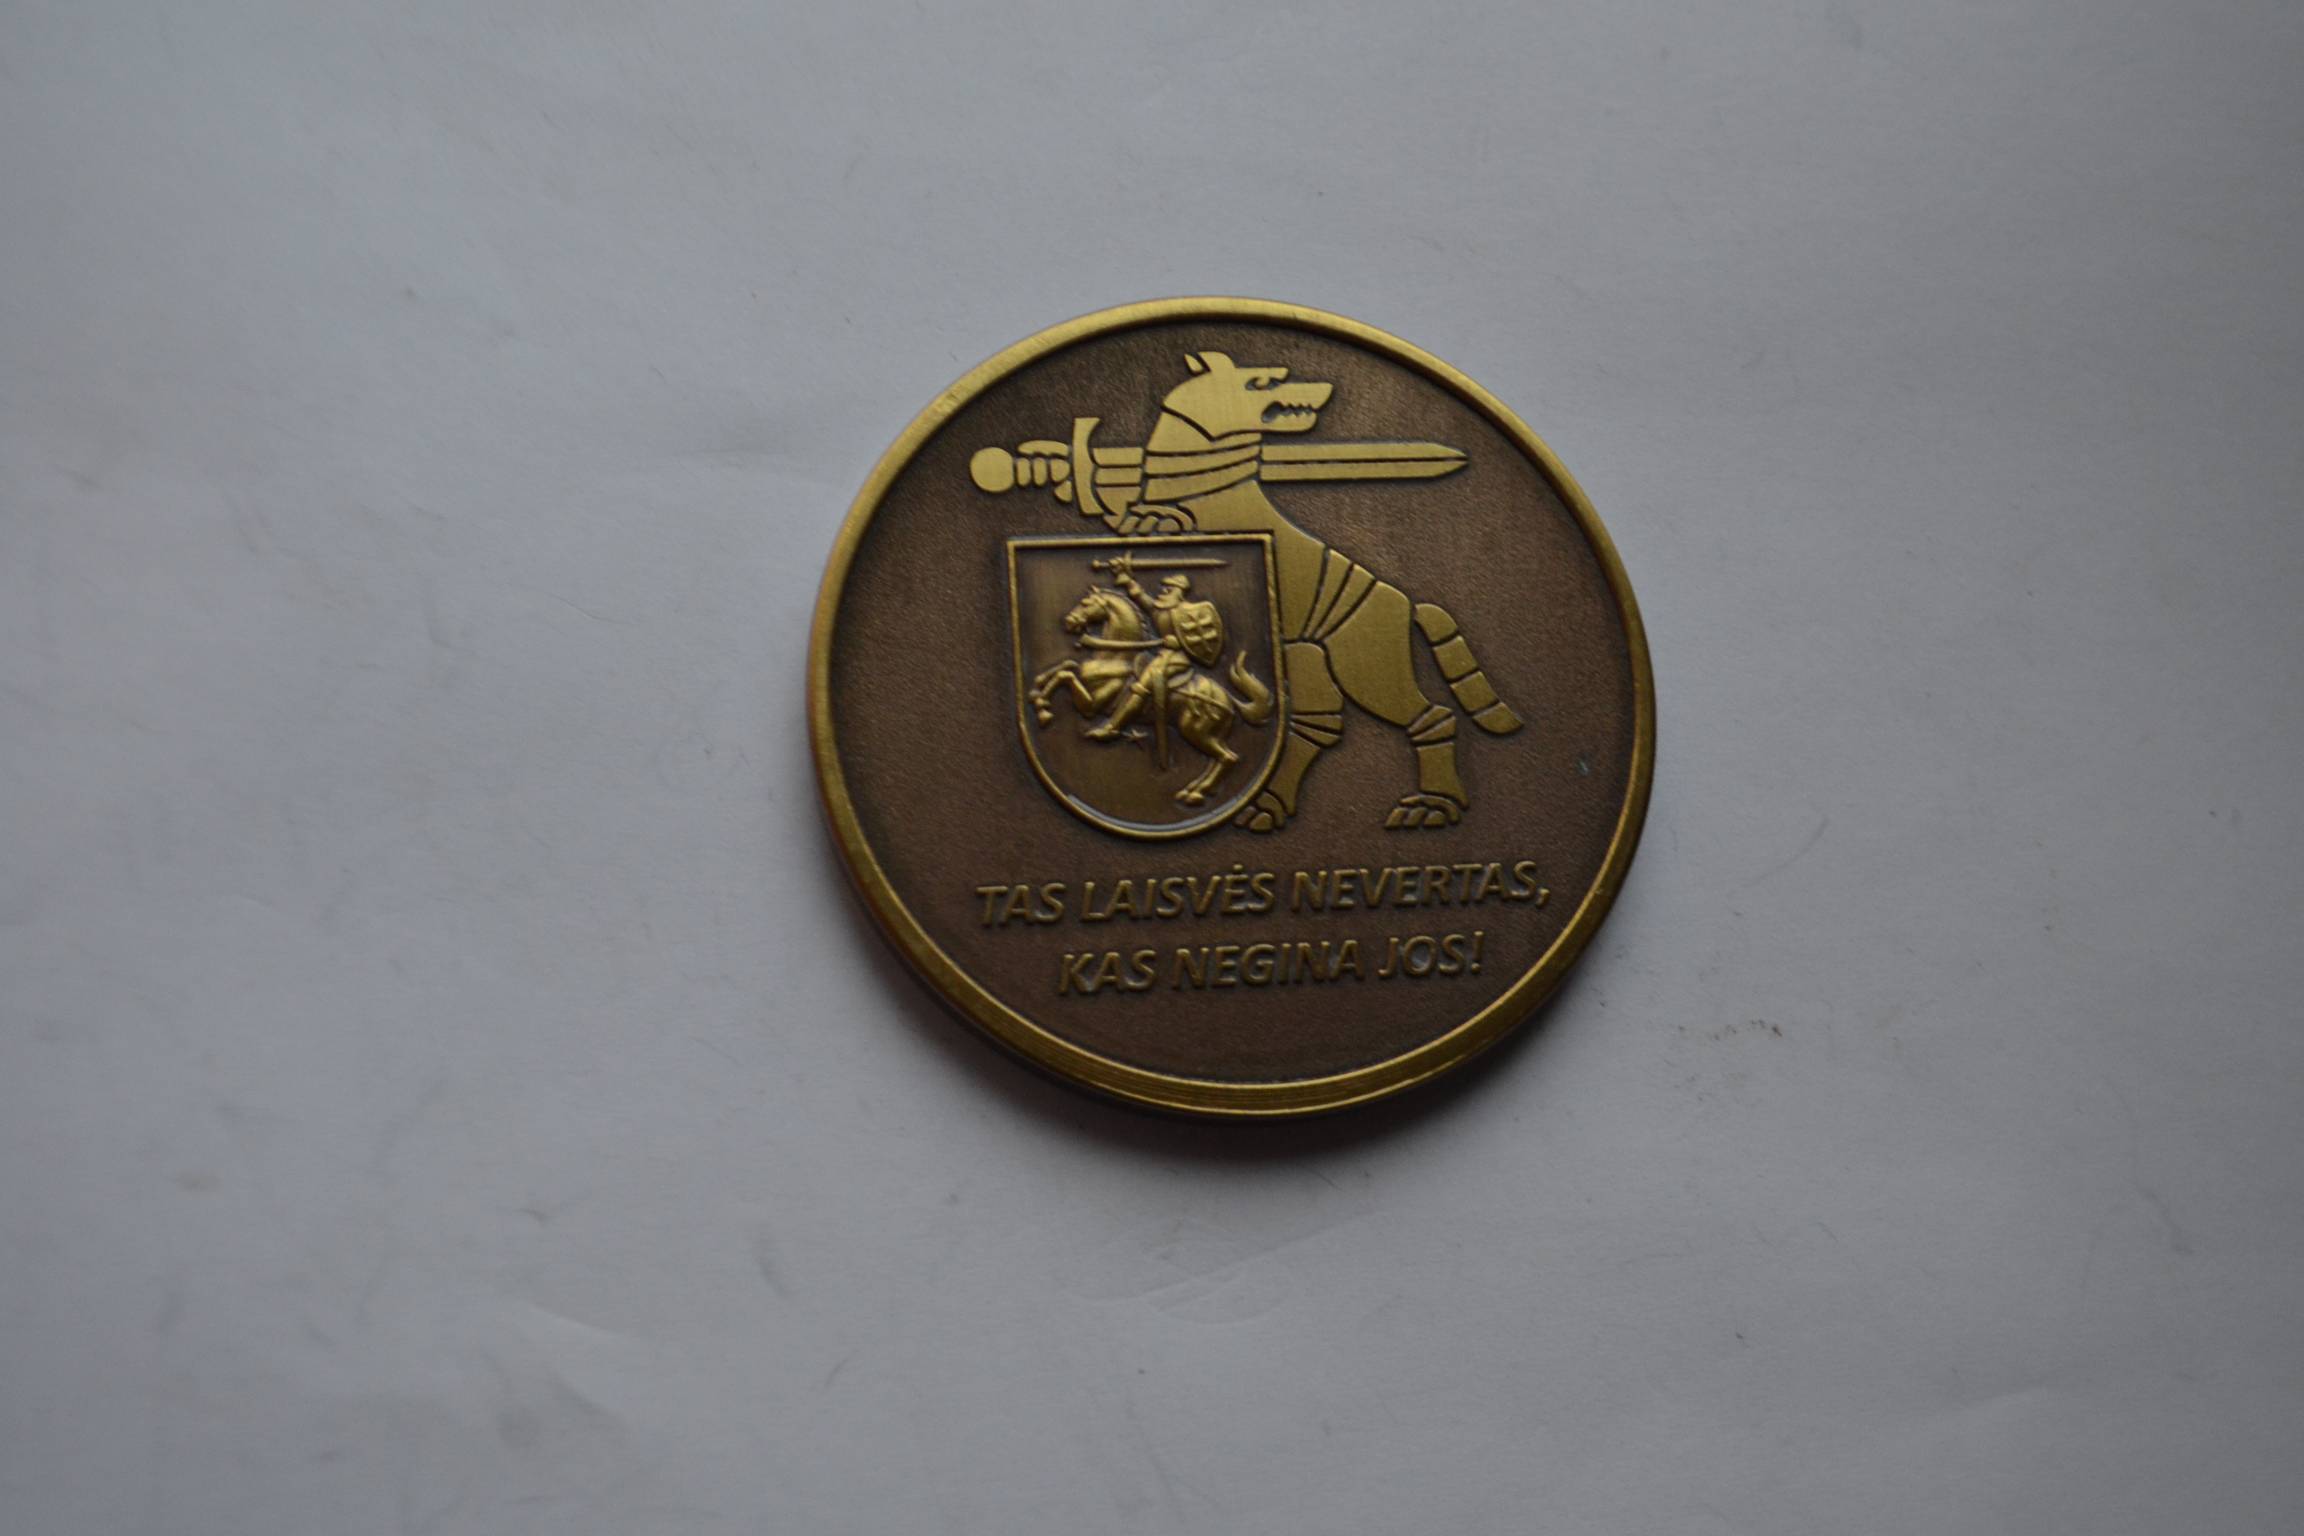 TAS LAISVĖS NEVERTAS,
KAS NEGINA JOS!